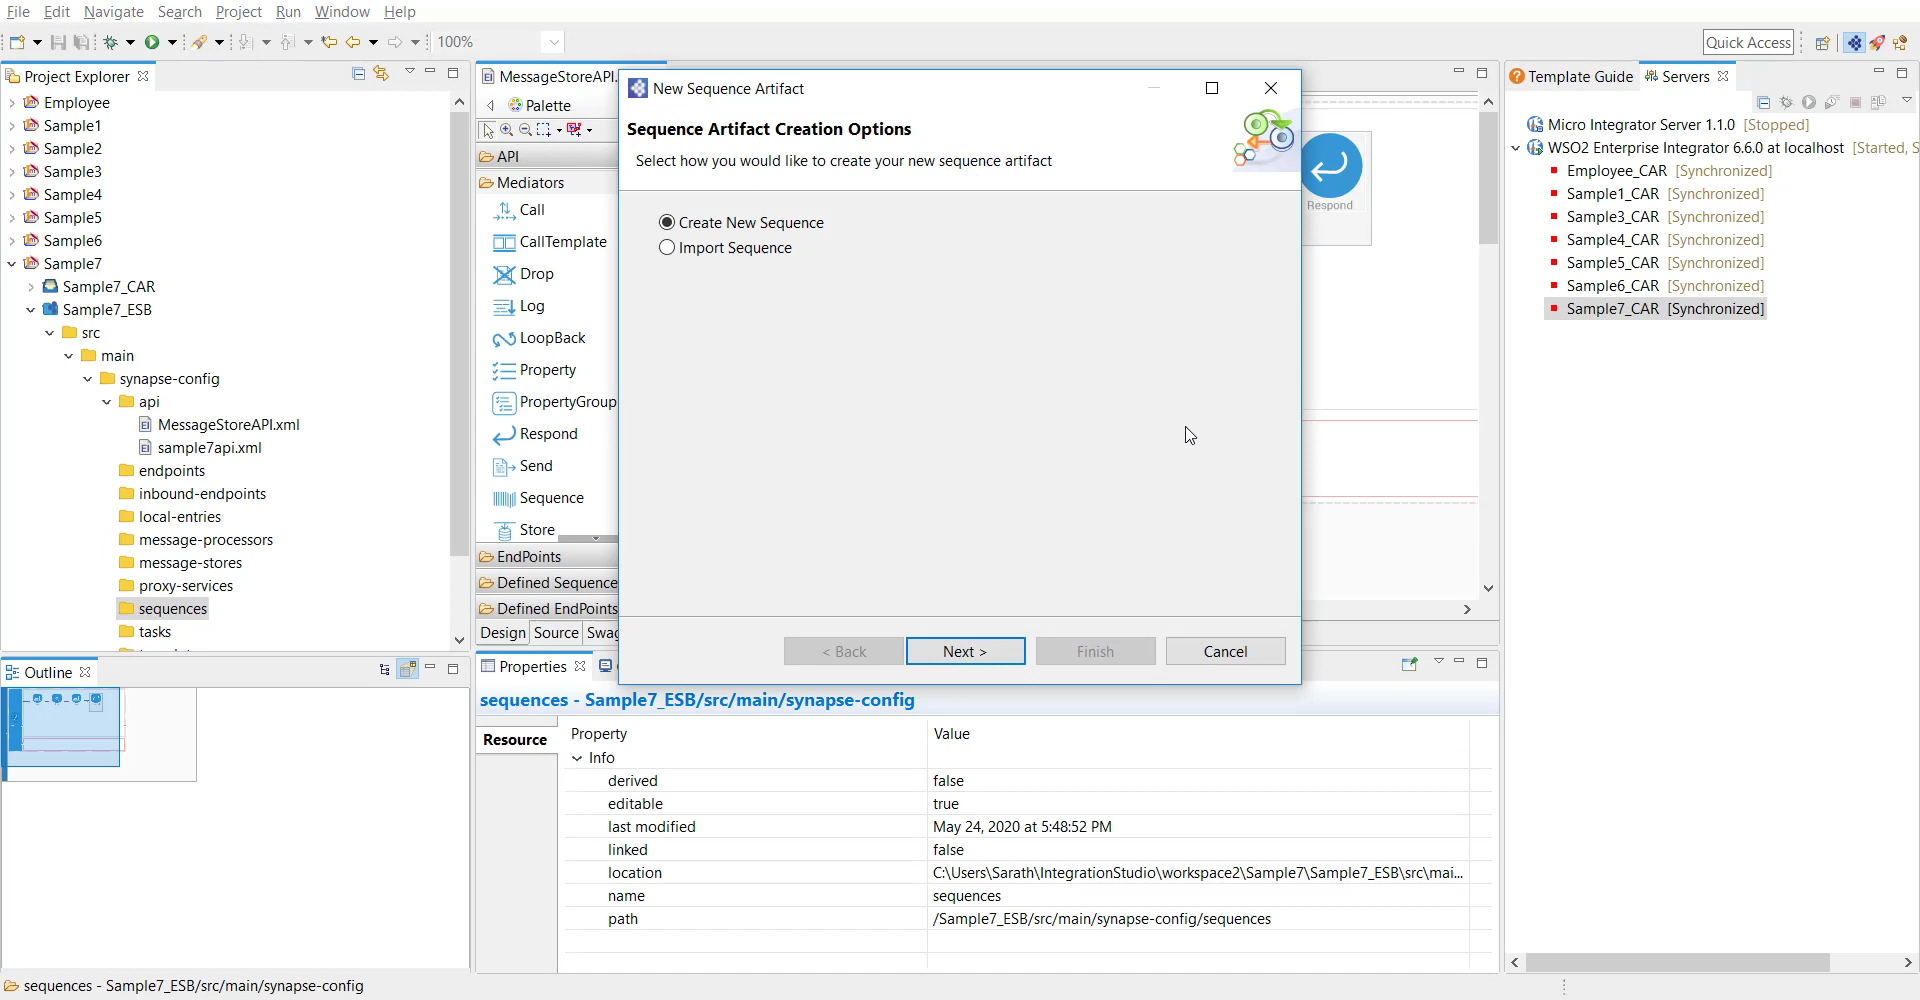 File Edit Navigate Search Project Run Window Help
100%
Quick Access
Project Explorer
Employee
Sample1
Sample2
Sample3
Sample4
Sample5
Sample6
Sample7
Sample7_CAR
Sample7_ESB
src
main
synapse-config
api
MessageStoreAPI.xml
sample7api.xml
endpoints
inbound-endpoints
local-entries
message-processors
message-stores
proxy-services
sequences
tasks
Outline
MessageStoreAPI.
Palette
API
Mediators
Call
CallTemplate
Drop
Log
LoopBack
Property
PropertyGroup
Respond
Send
Sequence
Store
EndPoints
Defined Sequence
Defined EndPoints
Design Source Swag
New Sequence Artifact
Sequence Artifact Creation Options
Select how you would like to create your new sequence artifact
Create New Sequence
Import Sequence
< Back Next > Finish Cancel
Respond
Properties
sequences - Sample7_ESB/src/main/synapse-config
Resource
Property Value
Info
derived false
editable true
last modified May 24, 2020 at 5:48:52 PM
linked false
location C:\Users\Sarath\IntegrationStudio\workspace2\Sample7\Sample7_ESB\src\mai...
name sequences
path /Sample7_ESB/src/main/synapse-config/sequences
Template Guide Servers
Micro Integrator Server 1.1.0 [Stopped]
WSO2 Enterprise Integrator 6.6.0 at localhost [Started, S
Employee_CAR [Synchronized]
Sample1_CAR [Synchronized]
Sample3_CAR [Synchronized]
Sample4_CAR [Synchronized]
Sample5_CAR [Synchronized]
Sample6_CAR [Synchronized]
Sample7_CAR [Synchronized]
sequences - Sample7_ESB/src/main/synapse-config